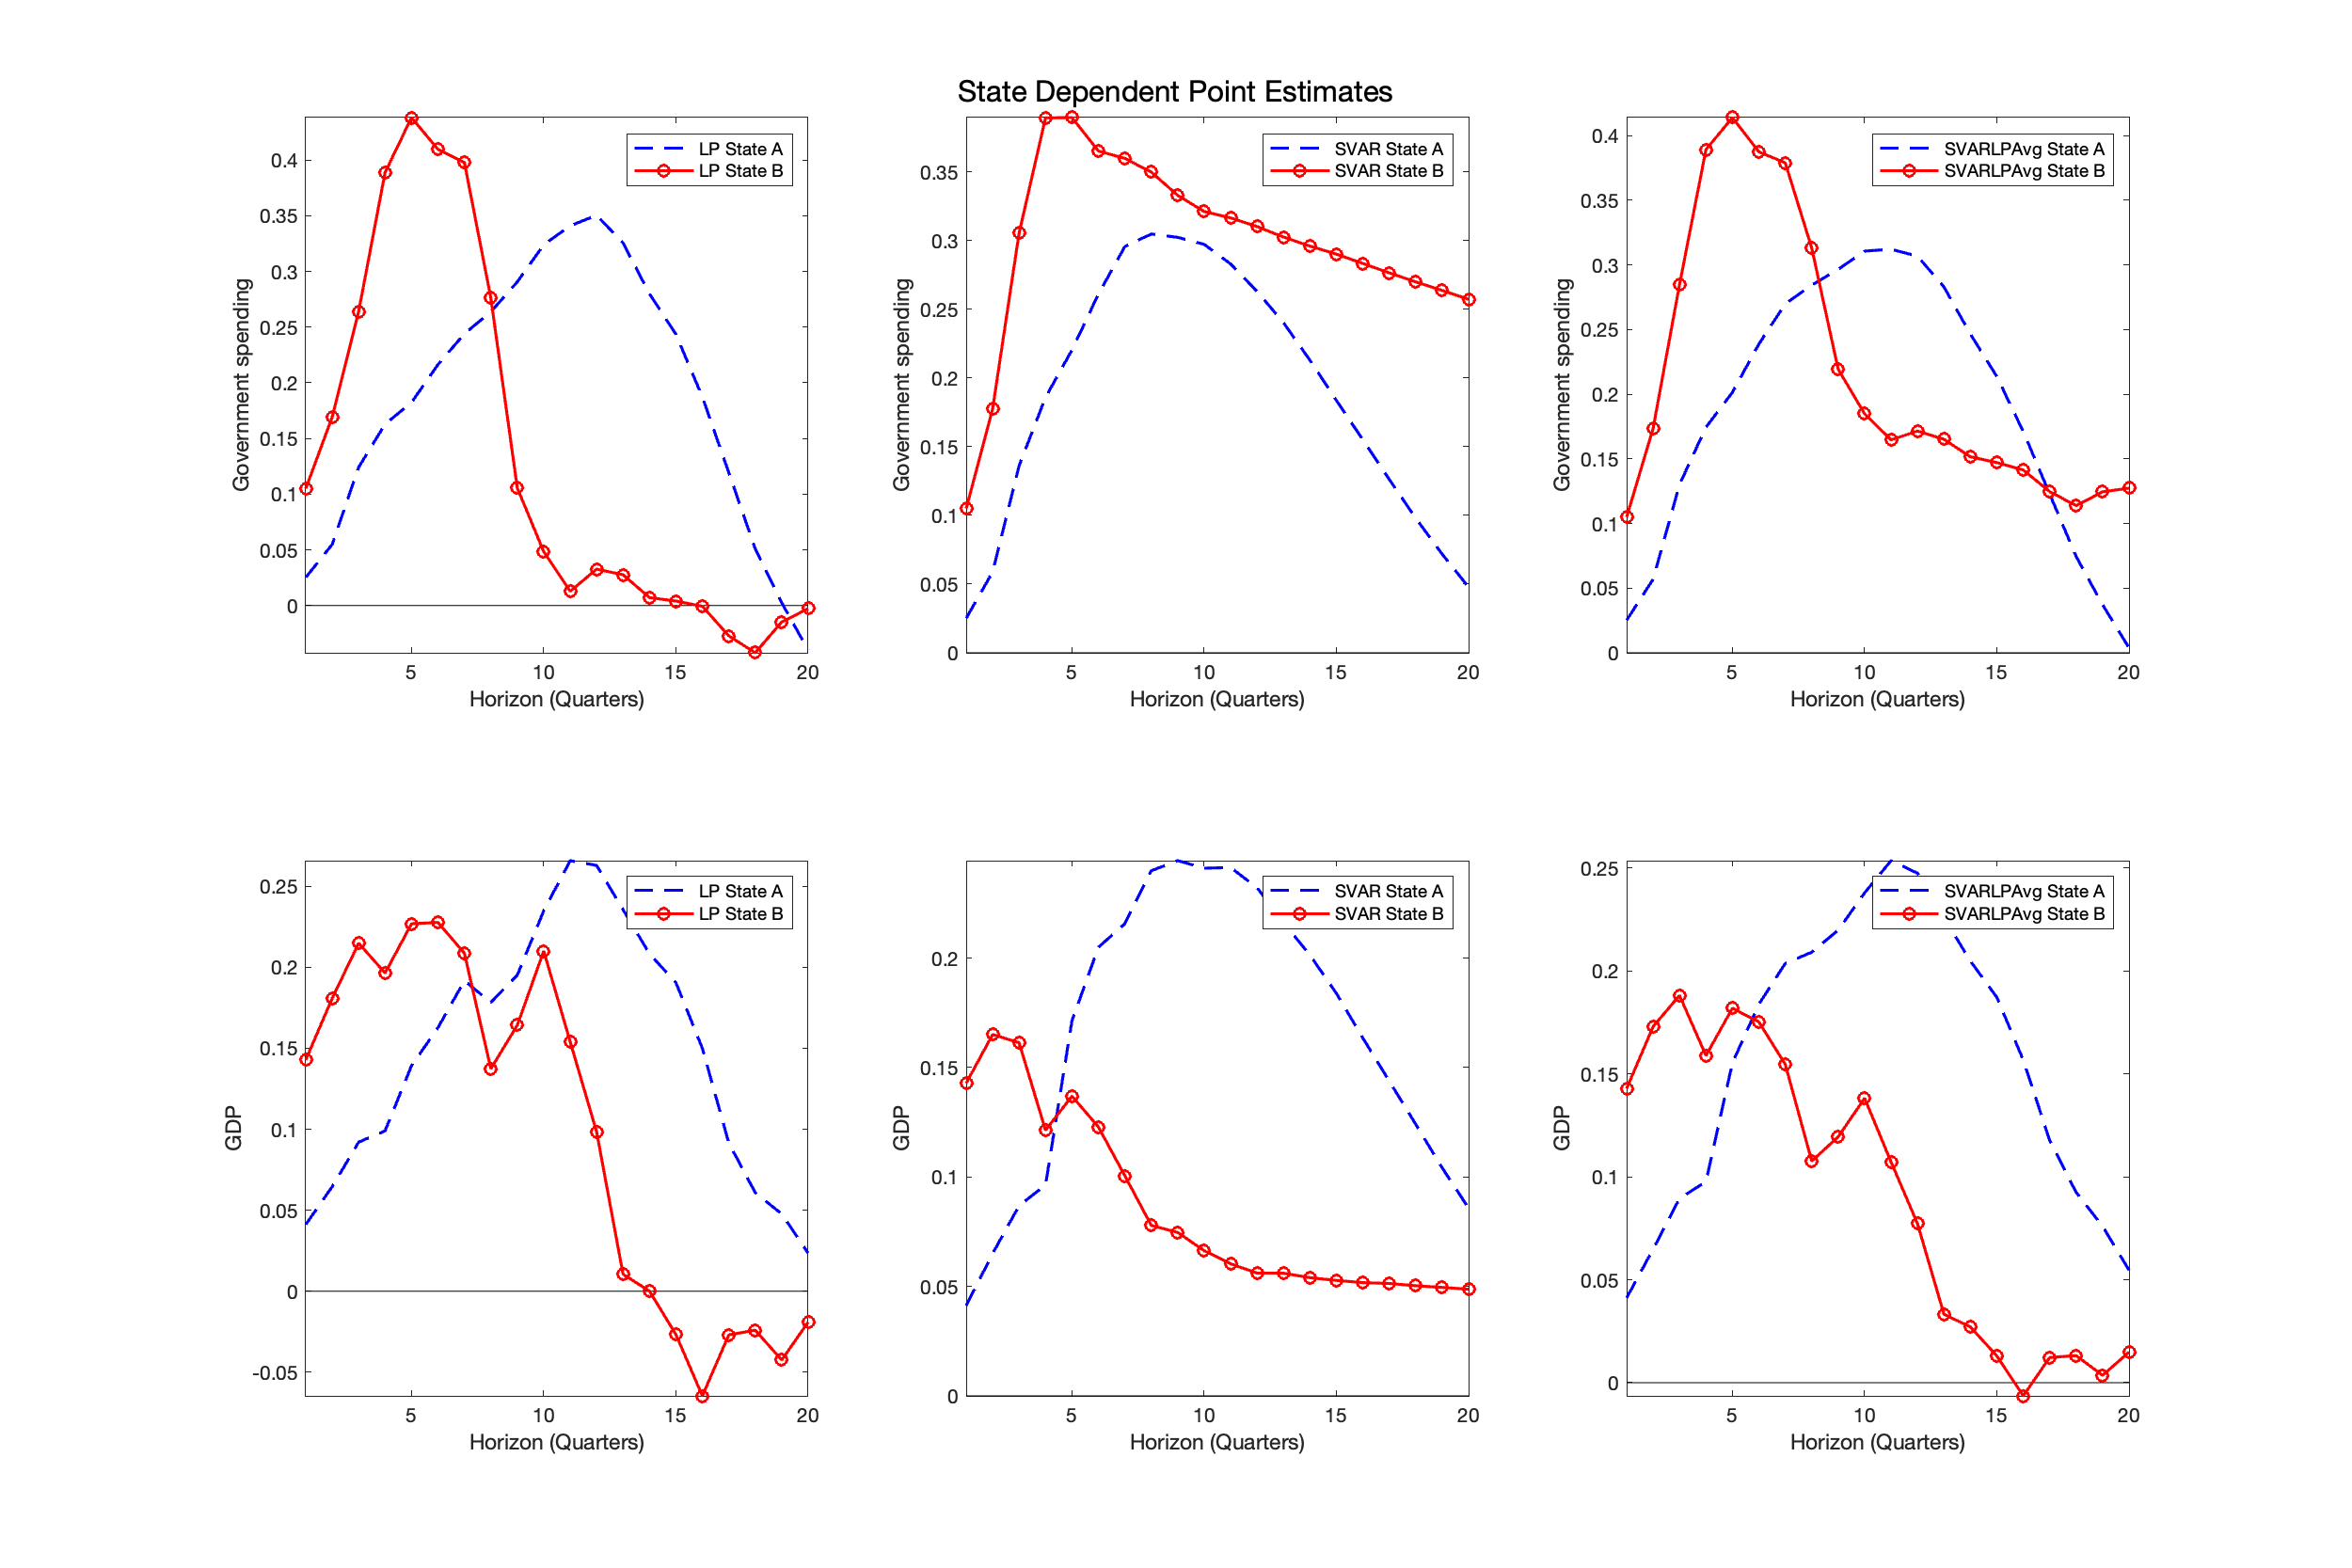 State Dependent Point Estimates
LP State A
LP State B
0.4
0.35
0.3
0.25
0.2
0.15
0.1
0.05
0
Government spending
5 10 15 20
Horizon (Quarters)
SVAR State A
SVAR State B
0.35
0.3
0.25
0.2
0.15
0.1
0.05
0
Government spending
5 10 15 20
Horizon (Quarters)
SVARLPAvg State A
SVARLPAvg State B
0.4
0.35
0.3
0.25
0.2
0.15
0.1
0.05
0
Government spending
5 10 15 20
Horizon (Quarters)
LP State A
LP State B
0.25
0.2
0.15
0.1
0.05
0
-0.05
GDP
5 10 15 20
Horizon (Quarters)
SVAR State A
SVAR State B
0.2
0.15
0.1
0.05
0
GDP
5 10 15 20
Horizon (Quarters)
SVARLPAvg State A
SVARLPAvg State B
0.25
0.2
0.15
0.1
0.05
0
GDP
5 10 15 20
Horizon (Quarters)